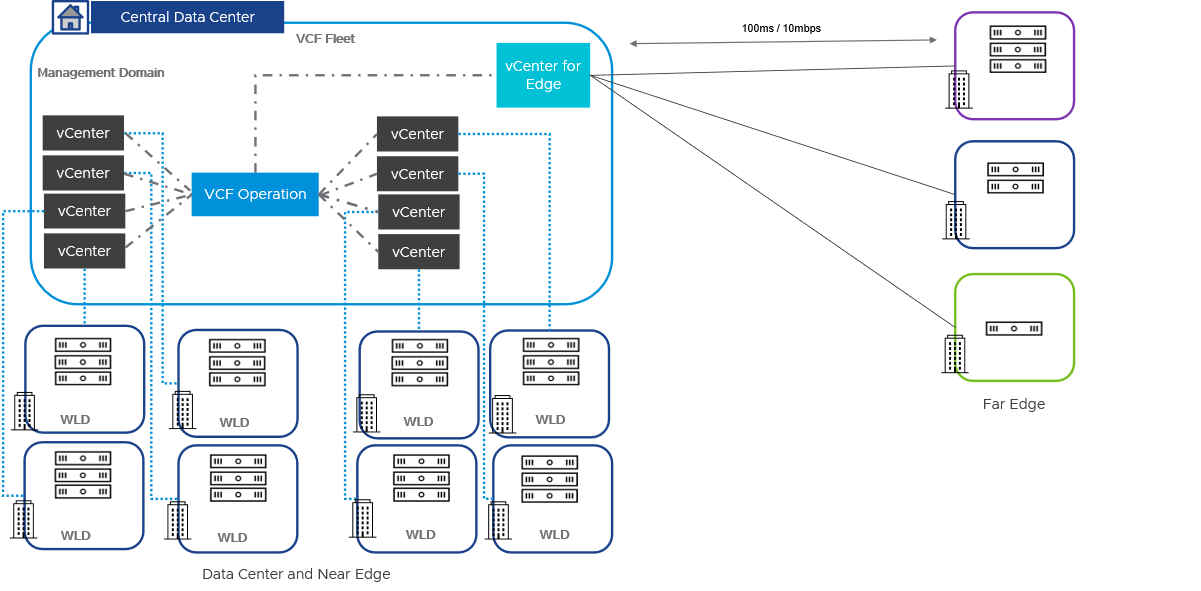 Central Data Center
VCF Fleet
100ms / 10mbps
Management Domain
vCenter for
Edge
vCenter
vCenter
vCenter
vCenter
VCF Operation
vCenter
vCenter
vCenter
vCenter
WLD
WLD
WLD
WLD
Far Edge
WLD
WLD
WLD
WLD
Data Center and Near Edge